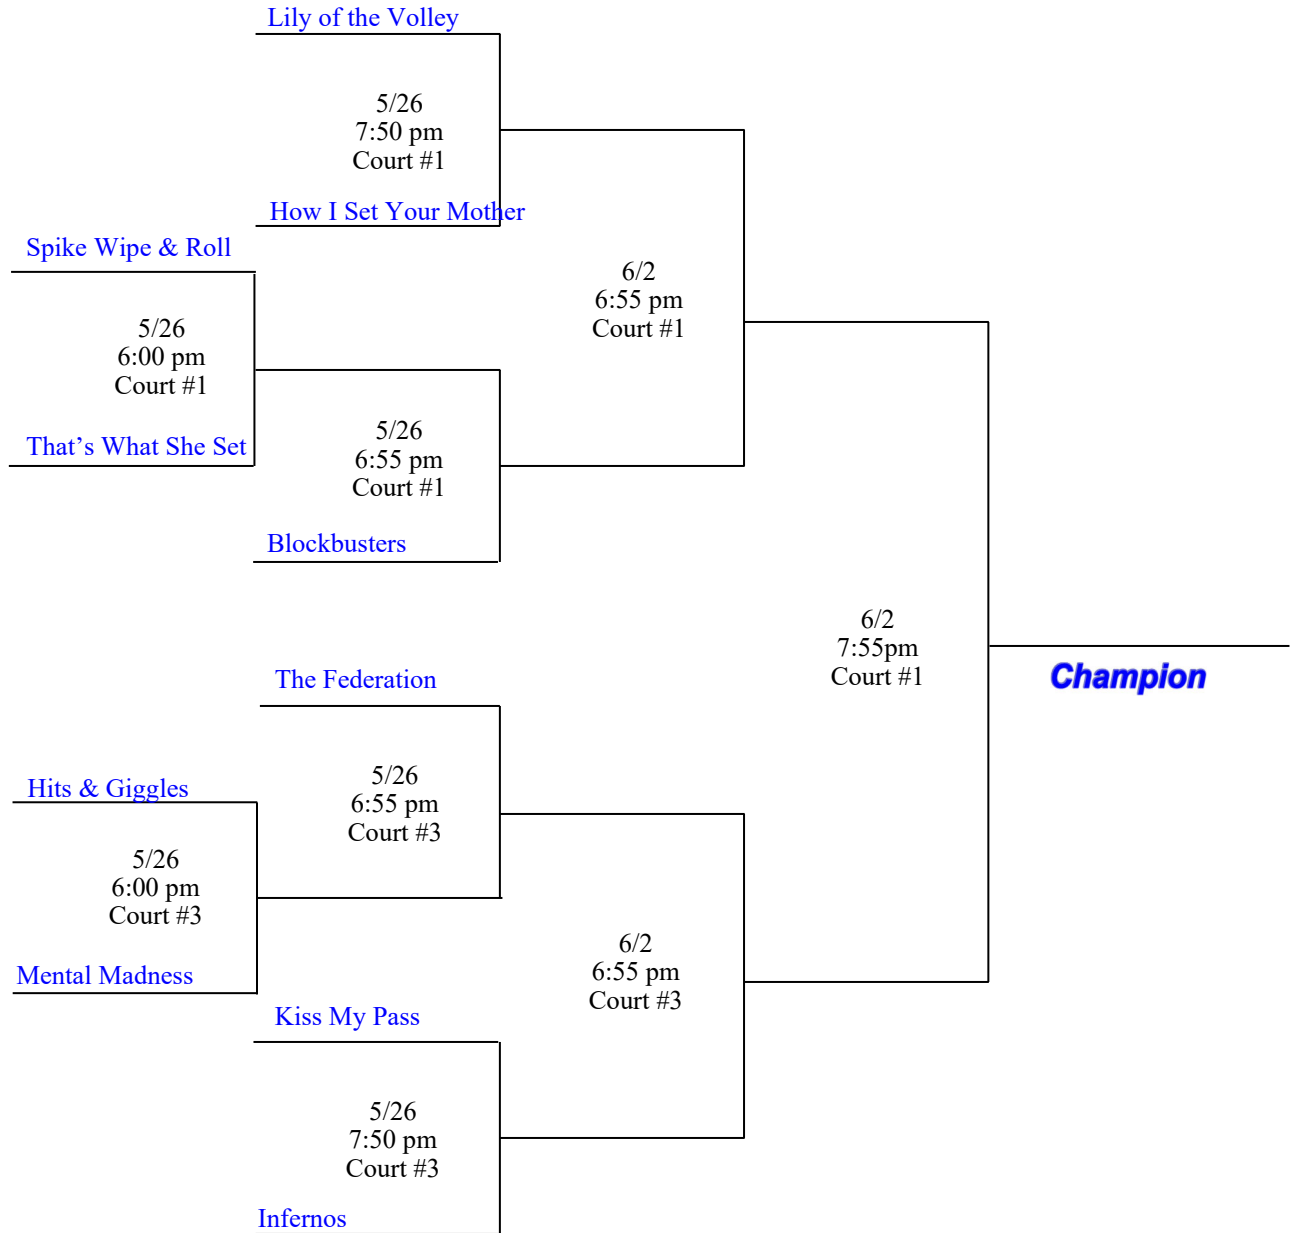 Lily of the Volley
5/26
7:50 pm
Court #1
How I Set Your Mother
Spike Wipe & Roll
6/2
6:55 pm
Court #1
5/26
6:00 pm
Court #1
That’s What She Set
5/26
6:55 pm
Court #1
Blockbusters
6/2
7:55pm
Court #1
Champion
The Federation
5/26
6:55 pm
Court #3
Hits & Giggles
5/26
6:00 pm
Court #3
Mental Madness
6/2
6:55 pm
Court #3
Kiss My Pass
5/26
7:50 pm
Court #3
Infernos